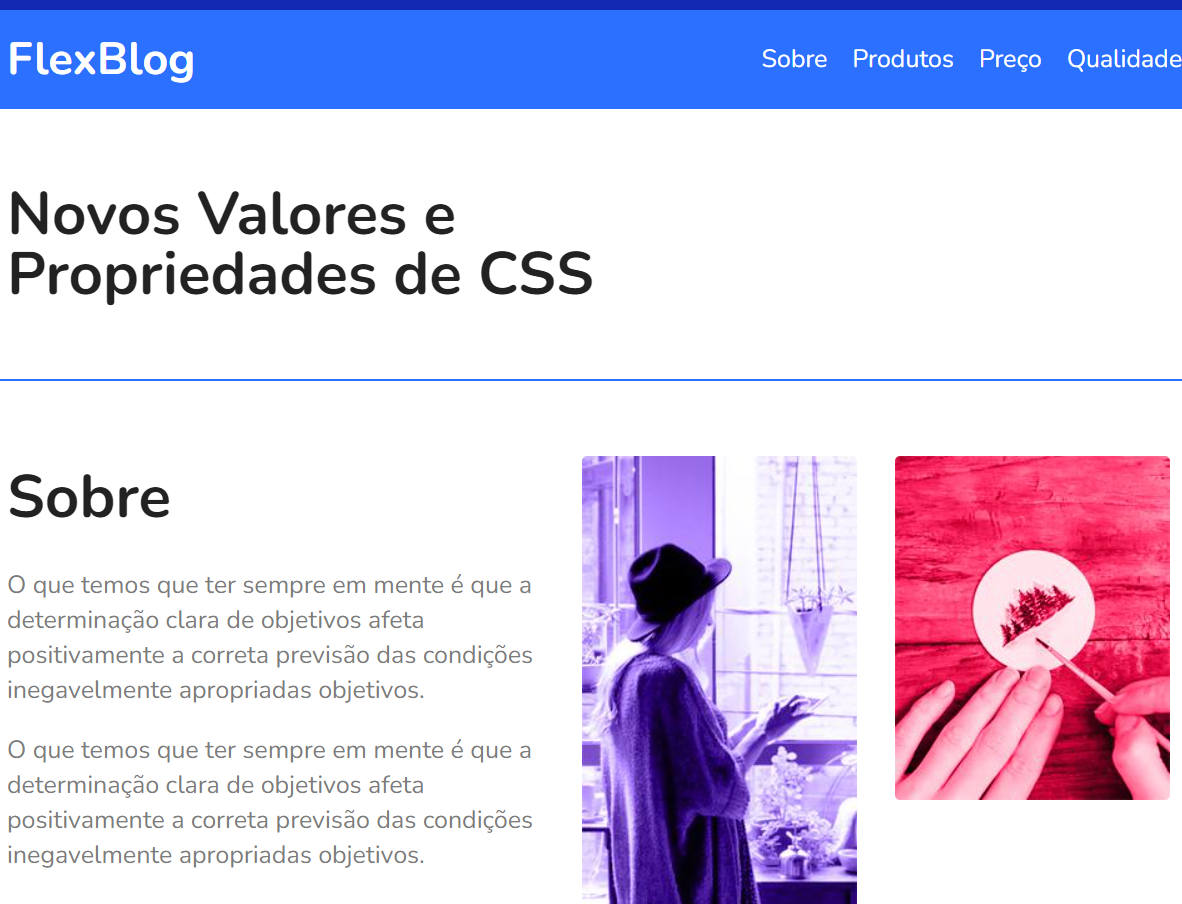 FlexBlog
Sobre Produtos Preço Qualidade
Novos Valores e
Propriedades de CSS
Sobre
O que temos que ter sempre em mente é que a
determinação clara de objetivos afeta
positivamente a correta previsão das condições
inegavelmente apropriadas objetivos.
O que temos que ter sempre em mente é que a
determinação clara de objetivos afeta
positivamente a correta previsão das condições
inegavelmente apropriadas objetivos.